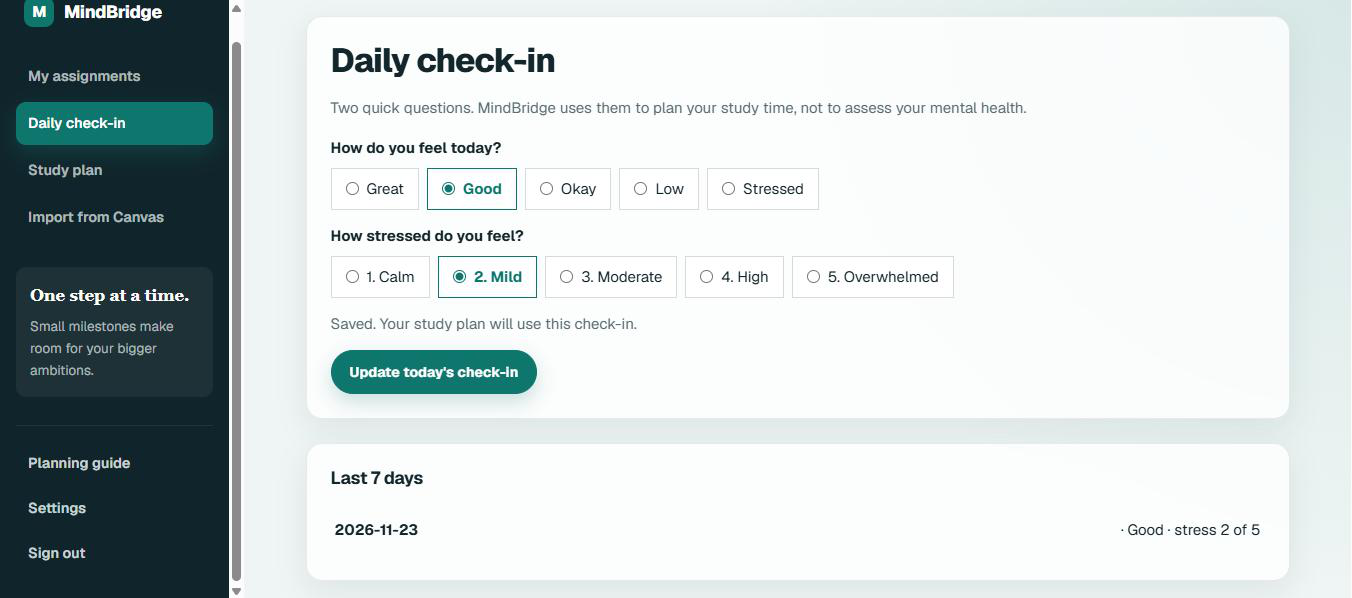 M MindBridge
My assignments
Daily check-in
Study plan
Import from Canvas
One step at a time.
Small milestones make
room for your bigger
ambitions.
Planning guide
Settings
Sign out
Daily check-in
Two quick questions. MindBridge uses them to plan your study time, not to assess your mental health.
How do you feel today?
Great Good Okay Low Stressed
How stressed do you feel?
1. Calm 2. Mild 3. Moderate 4. High 5. Overwhelmed
Saved. Your study plan will use this check-in.
Update today's check-in
Last 7 days
2026-11-23 · Good · stress 2 of 5